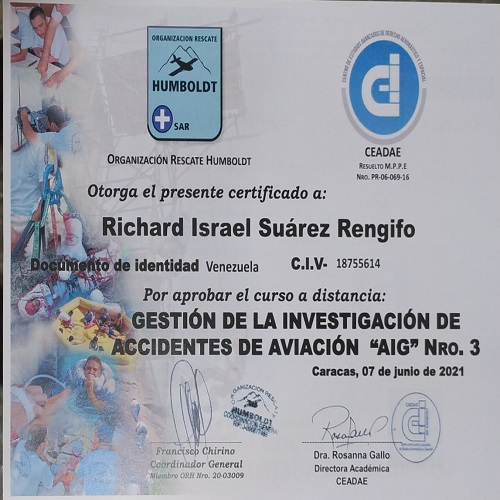 ORGANIZACIÓN RESCATE
HUMBOLDT
SAR
CENTRO DE ESTUDIOS AVANZADOS DE DERECHO AERONÁUTICO Y ESPACIAL
CEADAE
RESUELTO M.P.P.E
NRO. PR-06-069-16
ORGANIZACIÓN RESCATE HUMBOLDT
Otorga el presente certificado a:
Richard Israel Suárez Rengifo
Documento de identidad Venezuela C.I.V- 18755614
Por aprobar el curso a distancia:
GESTIÓN DE LA INVESTIGACIÓN DE
ACCIDENTES DE AVIACIÓN “AIG” NRO. 3
Caracas, 07 de junio de 2021
ORGANIZACION RESCATE
HUMBOLDT
COORDINACION GENERAL
Francisco Chirino
Coordinador General
Miembro ORH Nro. 20-03009
Dra. Rosanna Gallo
Directora Académica
CEADAE